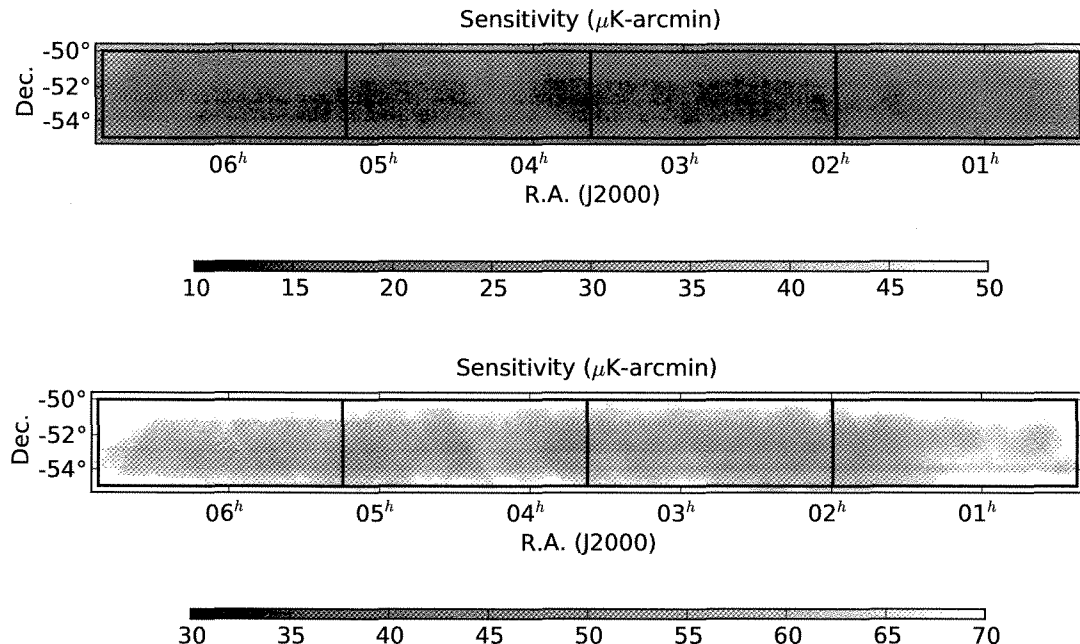 Sensitivity (μK-arcmin)
-50°
-52°
-54°
Dec.
06h 05h 04h 03h 02h 01h
R.A. (J2000)
10 15 20 25 30 35 40 45 50
Sensitivity (μK-arcmin)
-50°
-52°
-54°
Dec.
06h 05h 04h 03h 02h 01h
R.A. (J2000)
30 35 40 45 50 55 60 65 70